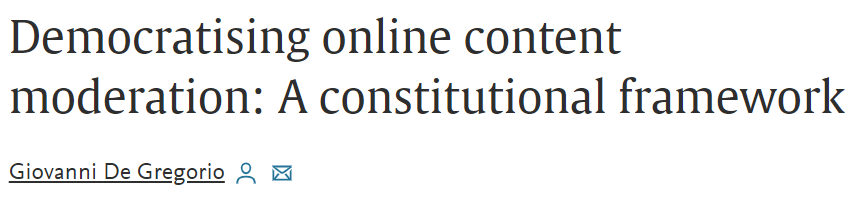 Democratising online content
moderation: A constitutional framework
Giovanni De Gregorio